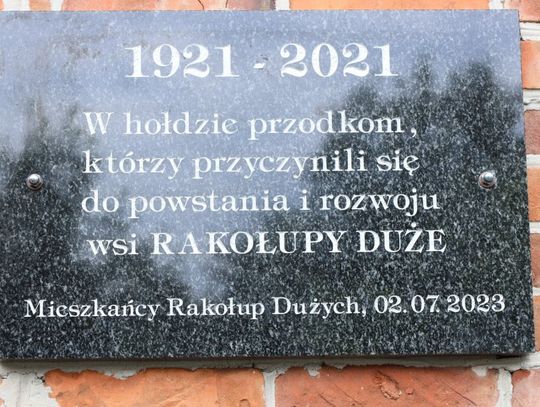 1921 - 2021
W hołdzie przodkom,
którzy przyczynili się
do powstania i rozwoju
wsi RAKOŁUPY DUŻE
Mieszkańcy Rakołup Dużych, 02.07.2023